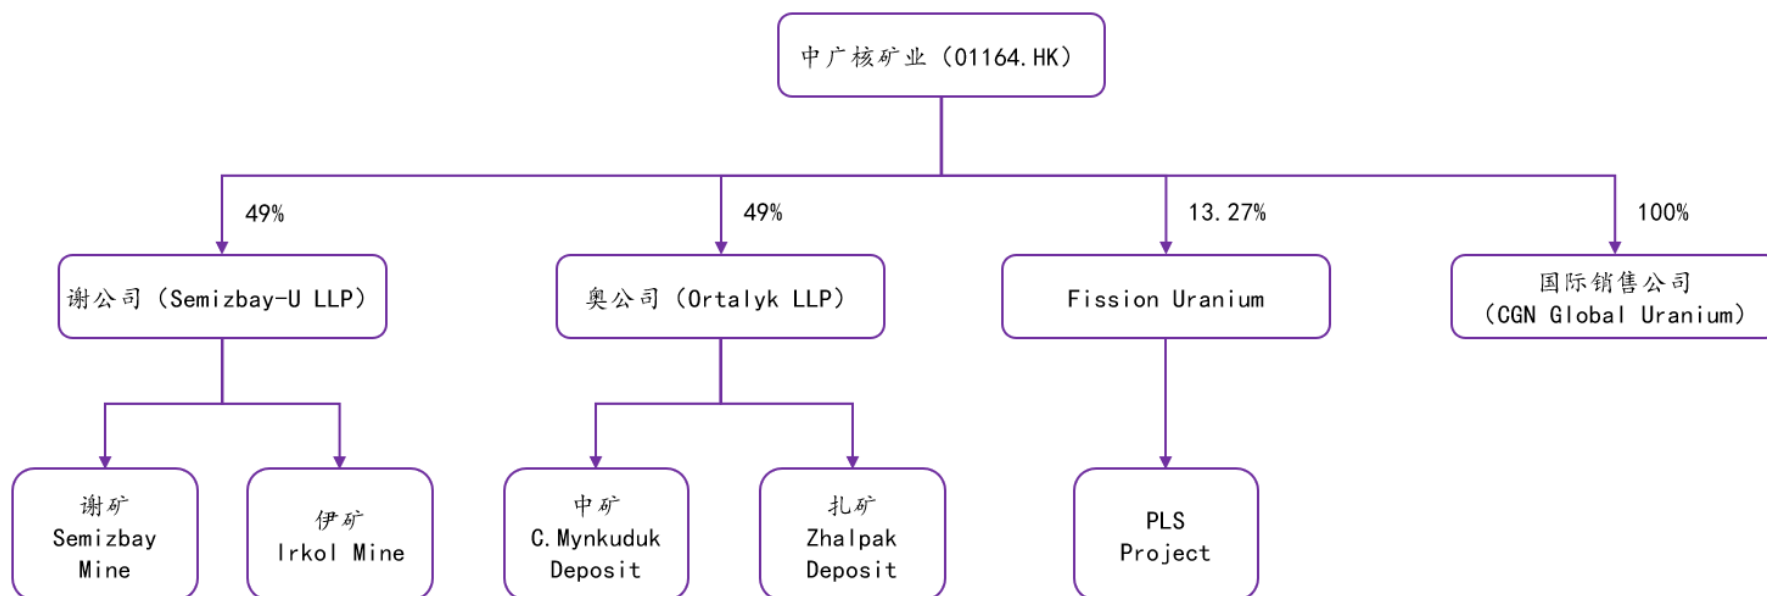 中广核矿业（01164.HK）
49%
49%
13.27%
100%
谢公司（Semizbay-U LLP）
奥公司（Ortalyk LLP）
Fission Uranium
国际销售公司
（CGN Global Uranium）
谢矿
Semizbay
Mine
伊矿
Irkol Mine
中矿
C.Mynkuduk
Deposit
扎矿
Zhalpak
Deposit
PLS
Project